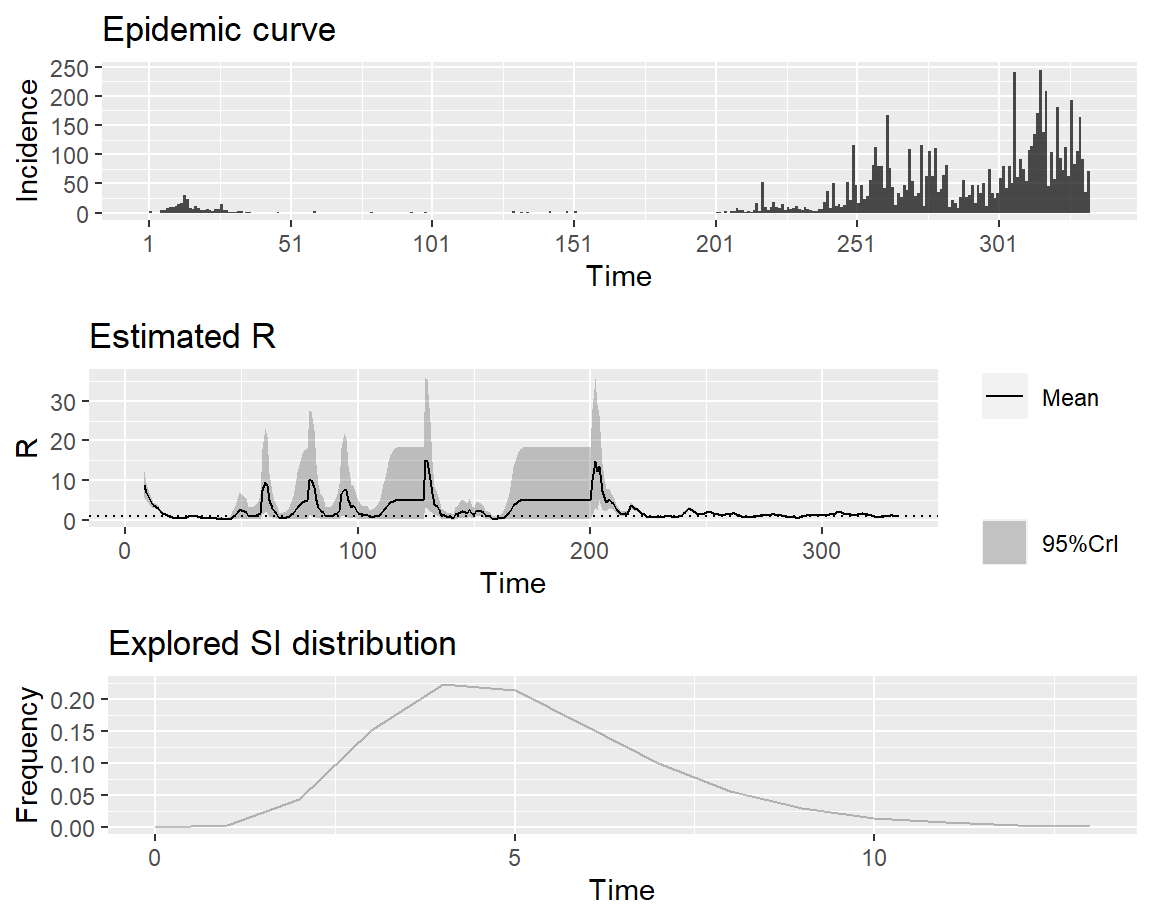 Epidemic curve
250
200
150
100
50
0
Incidence
1 51 101 151 201 251 301
Time
Estimated R
30
20
10
0
R
0 100 200 300
Time
Mean
95%CrI
Explored SI distribution
0.20
0.15
0.10
0.05
0.00
Frequency
0 5 10
Time